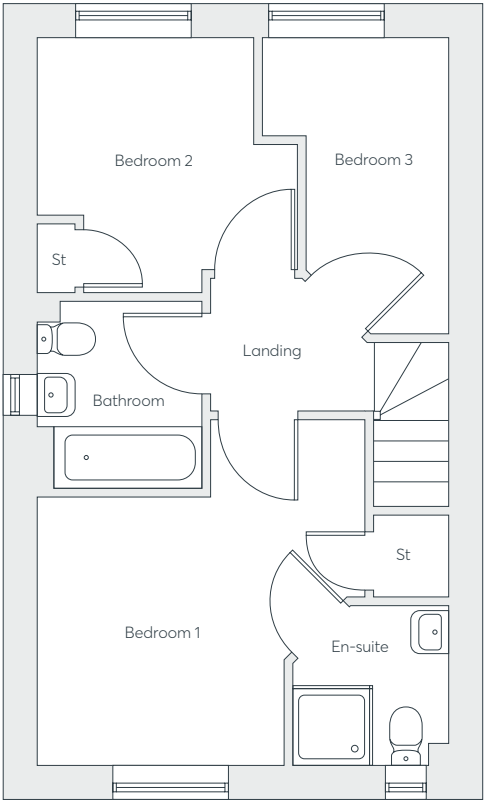 Bedroom 2
Bedroom 3
St
Landing
Bathroom
St
Bedroom 1
En-suite